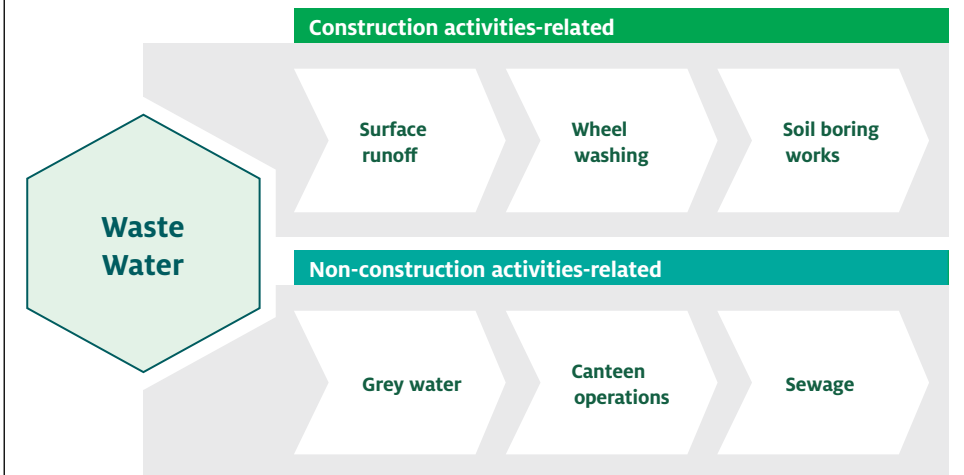 Construction activities-related
Surface
runoff
Wheel
washing
Soil boring
works
Waste
Water
Non-construction activities-related
Grey water
Canteen
operations
Sewage